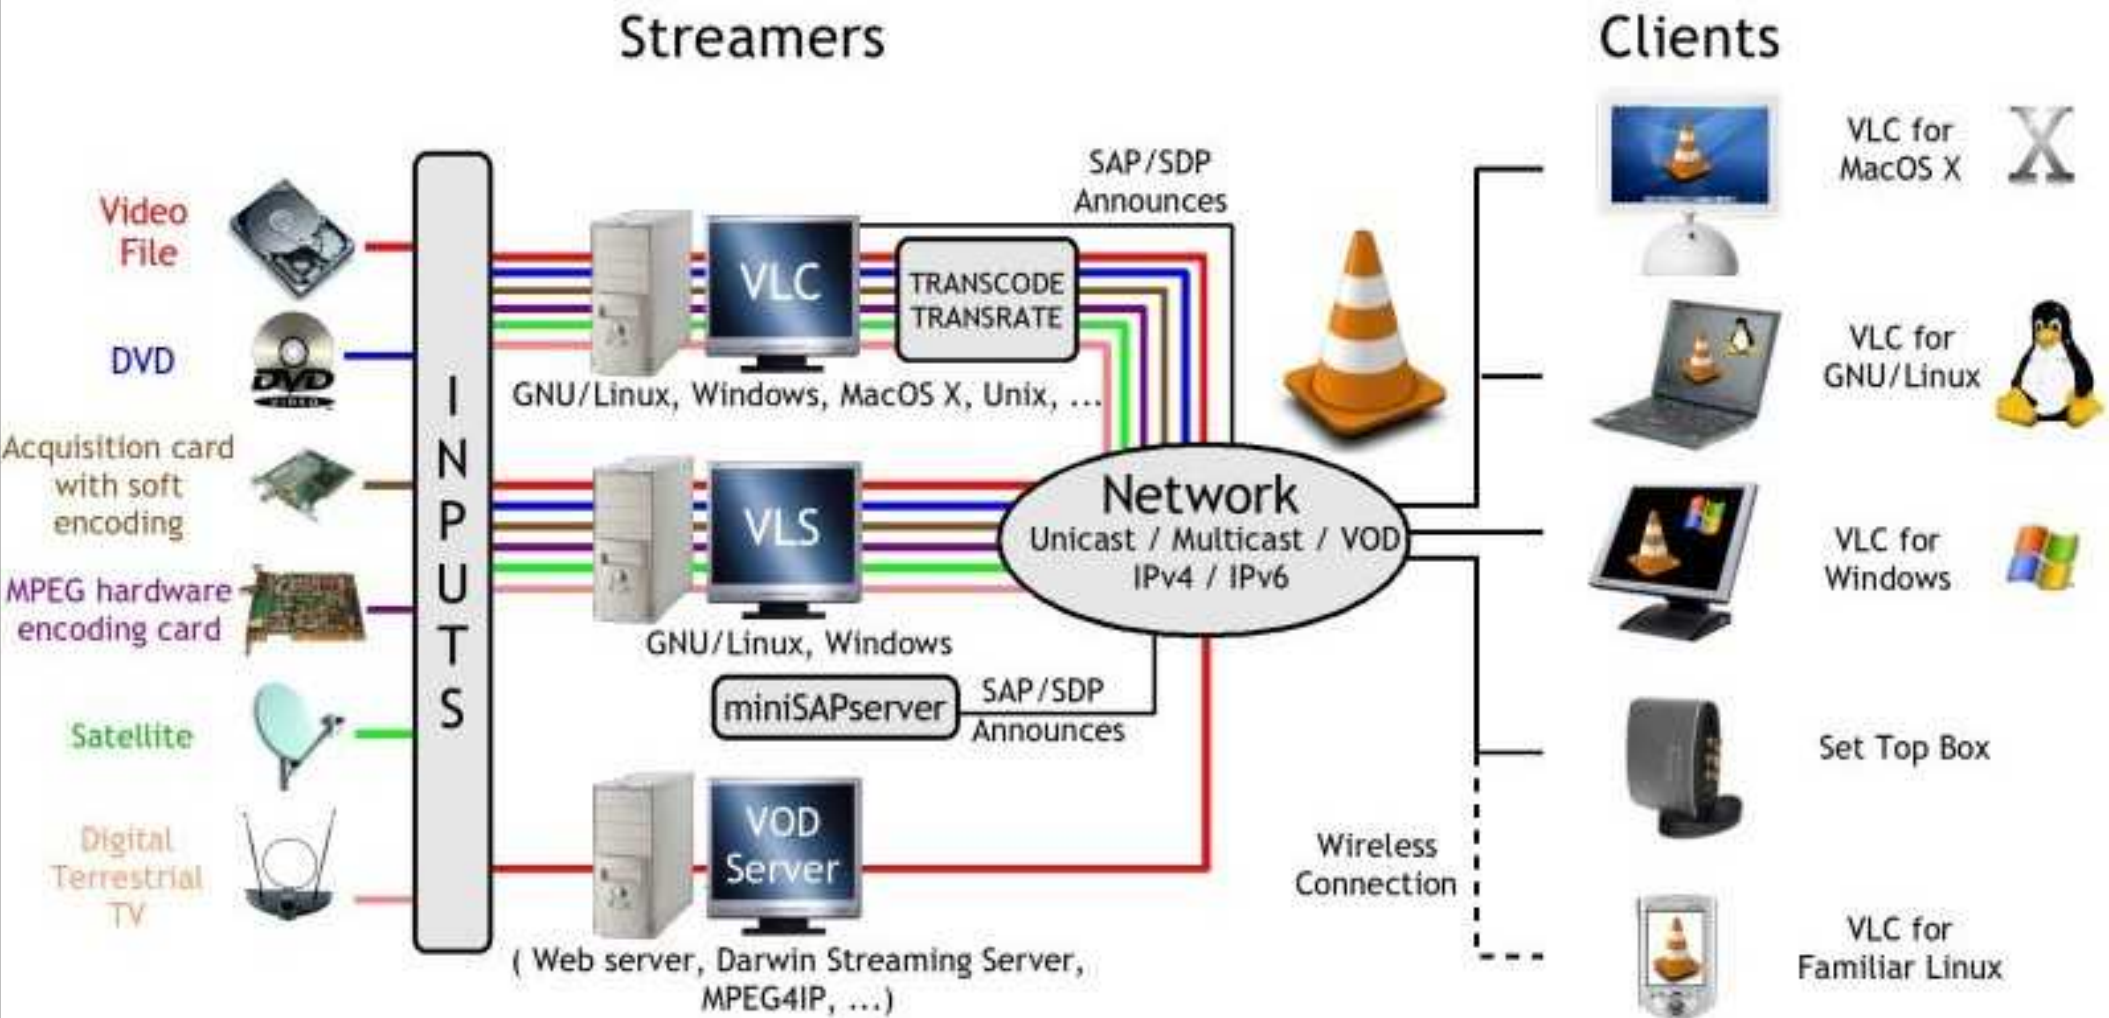 Streamers
Clients
Video
File
DVD
DVD
VIDEO
Acquisition card
with soft
encoding
MPEG hardware
encoding card
Satellite
Digital
Terrestrial
TV
INPUTS
VLC
TRANSCODE
TRANSRATE
SAP/SDP
Announces
GNU/Linux, Windows, MacOS X, Unix, ...
VLS
GNU/Linux, Windows
Network
Unicast / Multicast / VOD
IPv4 / IPv6
miniSAPserver
SAP/SDP
Announces
VOD
Server
( Web server, Darwin Streaming Server,
MPEG4IP, ...)
Wireless
Connection
VLC for
MacOS X
X
VLC for
GNU/Linux
VLC for
Windows
Set Top Box
VLC for
Familiar Linux